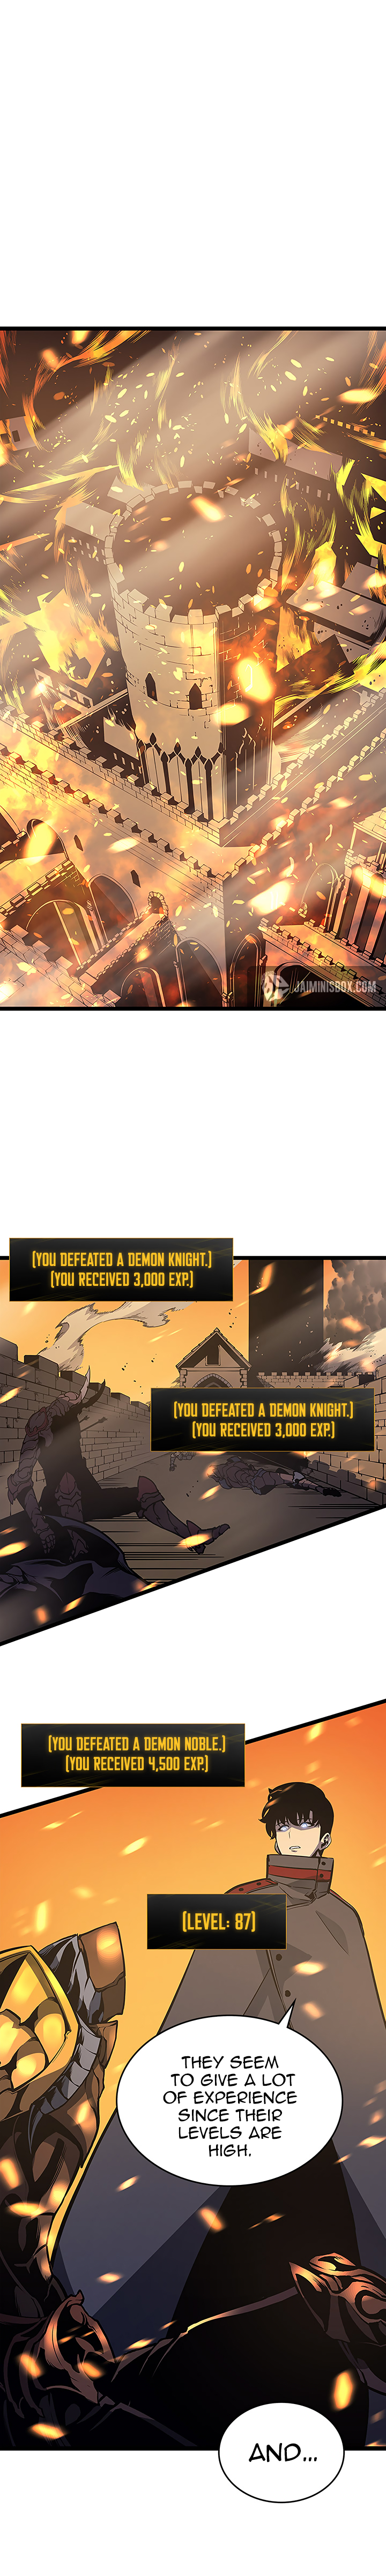 JAIMINISBOX.COM
[YOU DEFEATED A DEMON KNIGHT.]
[YOU RECEIVED 3,000 EXP.]
[YOU DEFEATED A DEMON KNIGHT.]
[YOU RECEIVED 3,000 EXP.]
[YOU DEFEATED A DEMON NOBLE.]
[YOU RECEIVED 4,500 EXP.]
[LEVEL: 87]
THEY SEEM
TO GIVE A LOT
OF EXPERIENCE
SINCE THEIR
LEVELS ARE
HIGH.
AND...